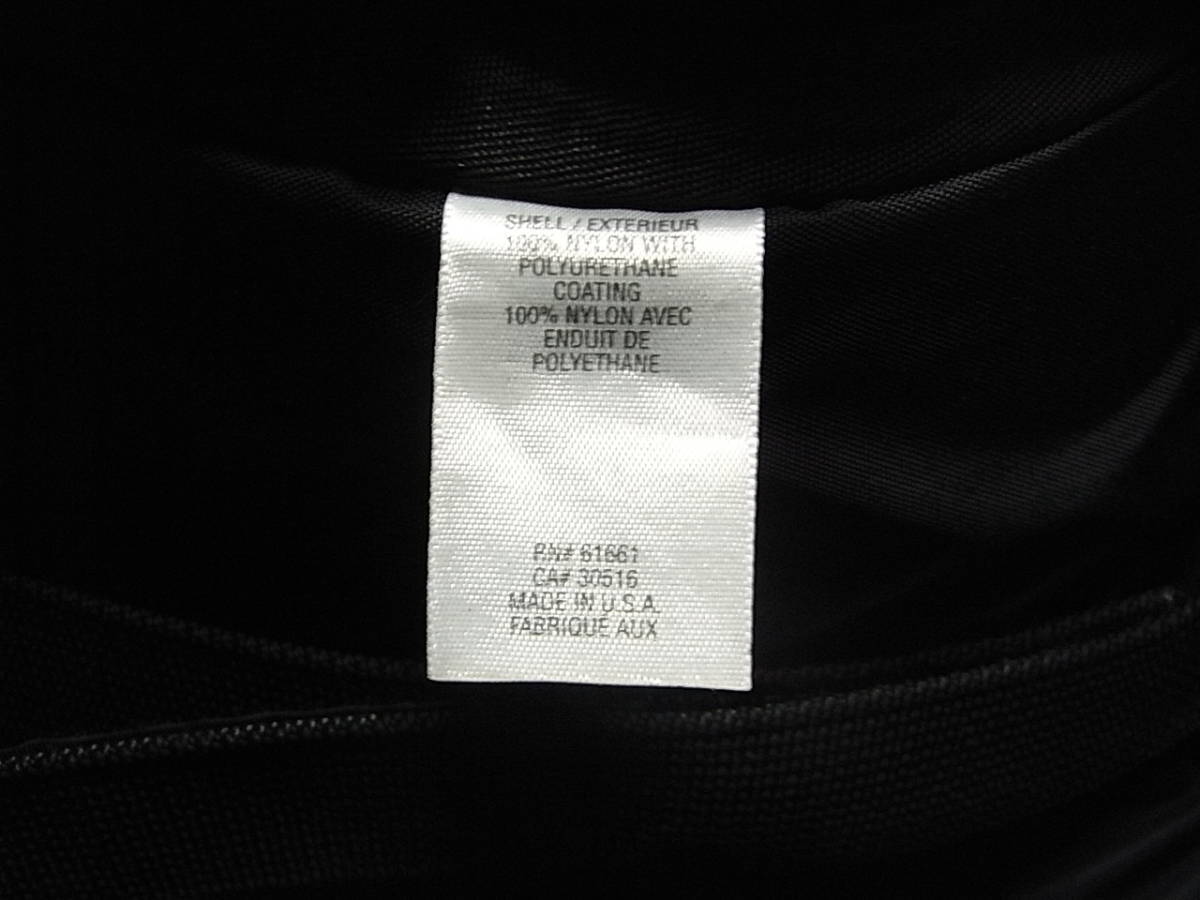 SHELL / EXTERIEUR
100% NYLON WITH
POLYURETHANE
COATING
100% NYLON AVEC
ENDUIT DE
POLYETHANE
RN# 61661
CA# 30516
MADE IN U.S.A.
FABRIQUE AUX